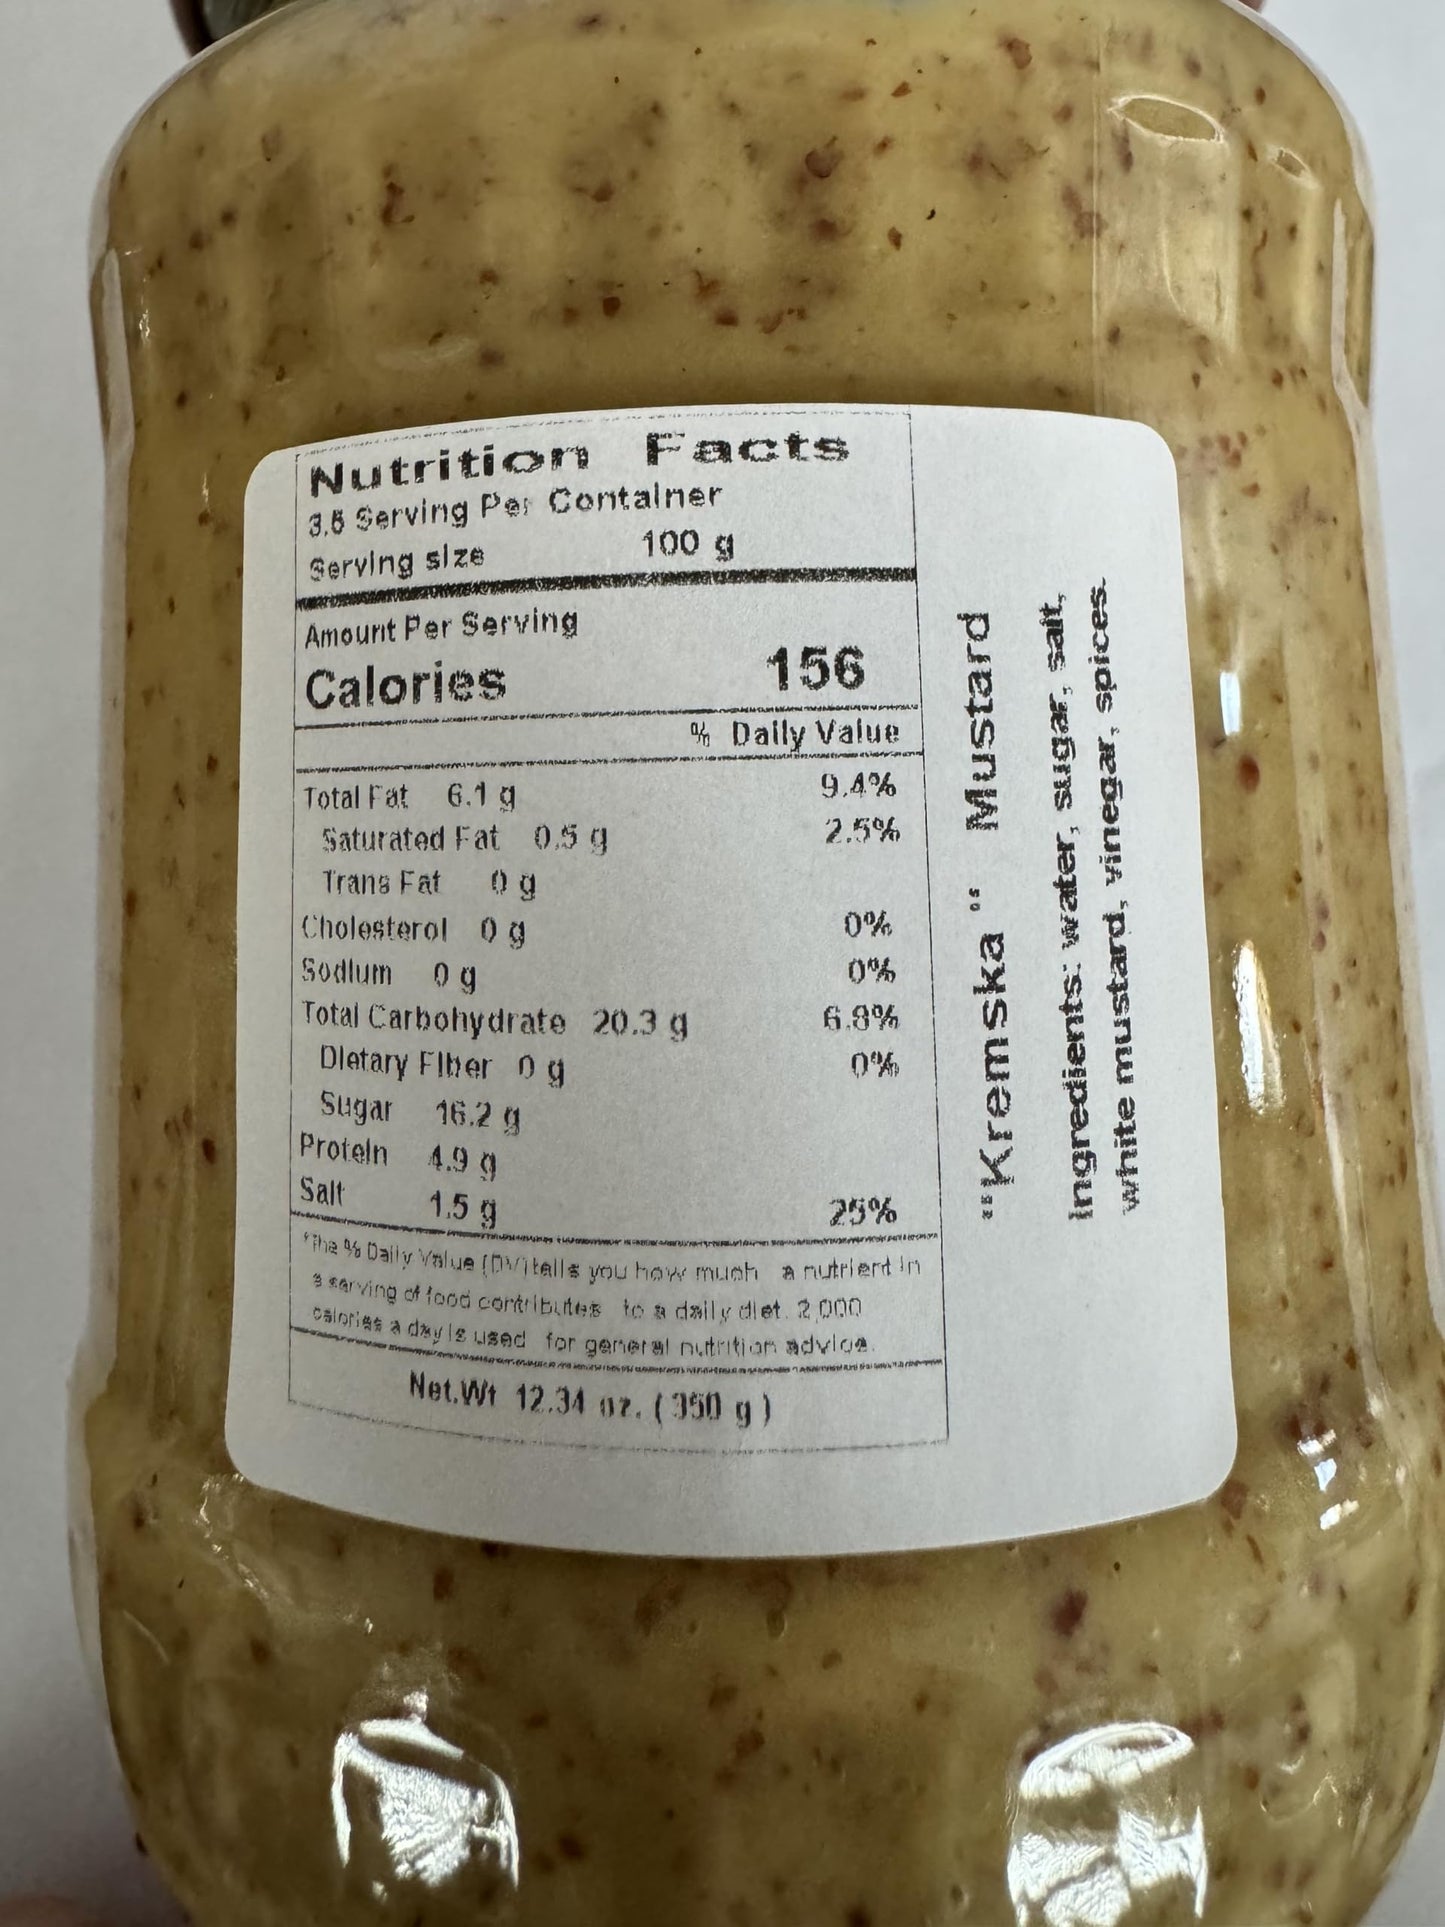 Nutrition Facts
3.5 Serving Per Container
Serving size 100 g
Amount Per Serving
Calories 156
% Daily Value
Total Fat 6.1 g 9.4%
Saturated Fat 0.5 g 2.5%
Trans Fat 0 g
Cholesterol 0 g 0%
Sodium 0 g 0%
Total Carbohydrate 20.3 g 6.8%
Dietary Fiber 0 g 0%
Sugar 16.2 g
Protein 4.9 g
Salt 1.5 g 25%
*The % Daily Value (DV) tells you how much a nutrient in
a serving of food contributes to a daily diet. 2,000
calories a day is used for general nutrition advice.
Net.Wt 12.34 oz. ( 350 g )
"Kremska" Mustard
Ingredients: water, sugar, salt,
white mustard, vinegar, spices.